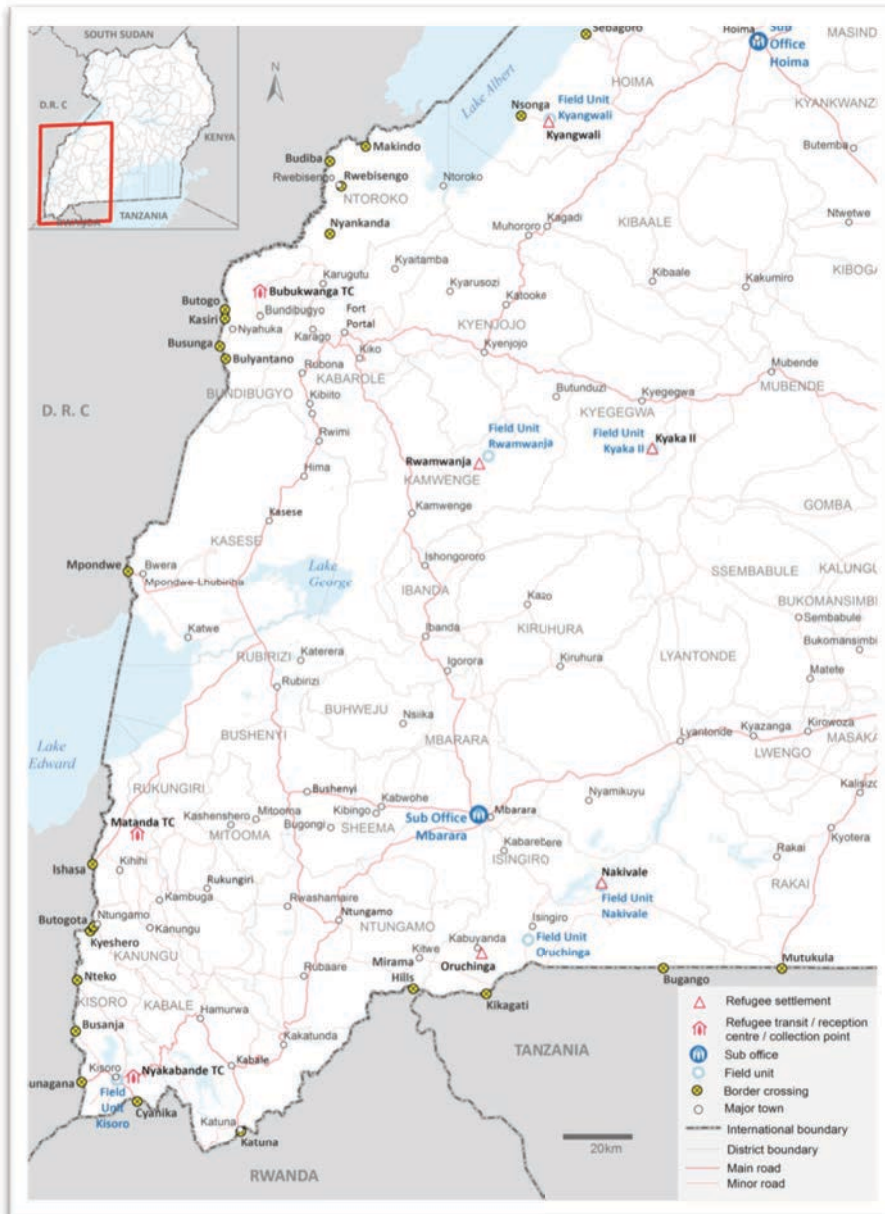 SOUTH SUDAN
D.R. C
KENYA
TANZANIA
N
Lake Albert
Sebagoro
Hoima
Sub
Office
Hoima
MASIND
HOIMA
Nsonga
Field Unit
Kyangwali
Kyangwali
KYANKWANZI
Butemba
Makindo
Budiba
Rwebisengo
Rwebisengo
NTOROKO
Ntoroko
Nyankanda
Kagadi
Muhororo
KIBAALE
Ntwetwe
Kyaitamba
Karugutu
Kyarusozi
Kibaale
Kakumiro
KIBOGA
Bubukwanga TC
Butogo
Kasiri
Bundibugyo
Fort
Portal
Katooke
Nyahuka
Karago
KYENJOJO
Busunga
Bulyantano
Kiko
Kyenjojo
Rubona
KABAROLE
Mubende
MUBENDE
BUNDIBUGYO
Kibiito
Butunduzi
Kyegegwa
KYEGEGWA
D. R. C
Rwimi
Field Unit
Rwamwanja
Field Unit
Kyaka II
Kyaka II
Hima
Rwamwanja
KAMWENGE
Kasese
Kamwenge
GOMBA
KASESE
Mpondwe
Bwera
Mpondwe-Lhubiriha
Lake
George
Ishongororo
IBANDA
Kazo
SSEMBABULE
KALUNGU
BUKOMANSIMBI
Sembabule
Katwe
Ibanda
KIRUHURA
Bukomansimbi
RUBIRIZI
Katerera
Igorora
Kiruhura
LYANTONDE
Matete
Rubirizi
BUHWEJU
Nsiika
BUSHENYI
MBARARA
Lyantonde
Kyazanga
Kirowoza
LWENGO
MASAKA
Lake
Edward
RUKUNGIRI
Bushenyi
Kabwohe
Nyamikuyu
Kalisizo
Matanda TC
Kashenshero
Mitooma
Kibingo
Sub Office
Mbarara
Mbarara
MITOOMA
Bugongi
SHEEMA
Kyotera
Kabarebere
ISINGIRO
Rakai
Ishasa
Kihihi
Rukungiri
Nakivale
Field Unit
Nakivale
RAKAI
Kambuga
Rwashamaire
Butogota
Ntungamo
Ntungamo
Kyeshero
Kanungu
NTUNGAMO
Isingiro
KANUNGU
Kabuyanda
Field Unit
Oruchinga
Kitwe
Oruchinga
Mirama
Hills
Nteko
Rubaare
Bugango
Mutukula
KISORO
KABALE
Kikagati
Hamurwa
Busanja
Kakatunda
TANZANIA
Kisoro
Nyakabande TC
Kabale
unagana
Field
Unit
Kisoro
Cyanika
Katuna
Katuna
RWANDA
20km
Refugee settlement
Refugee transit / reception
centre / collection point
Sub office
Field unit
Border crossing
Major town
International boundary
District boundary
Main road
Minor road